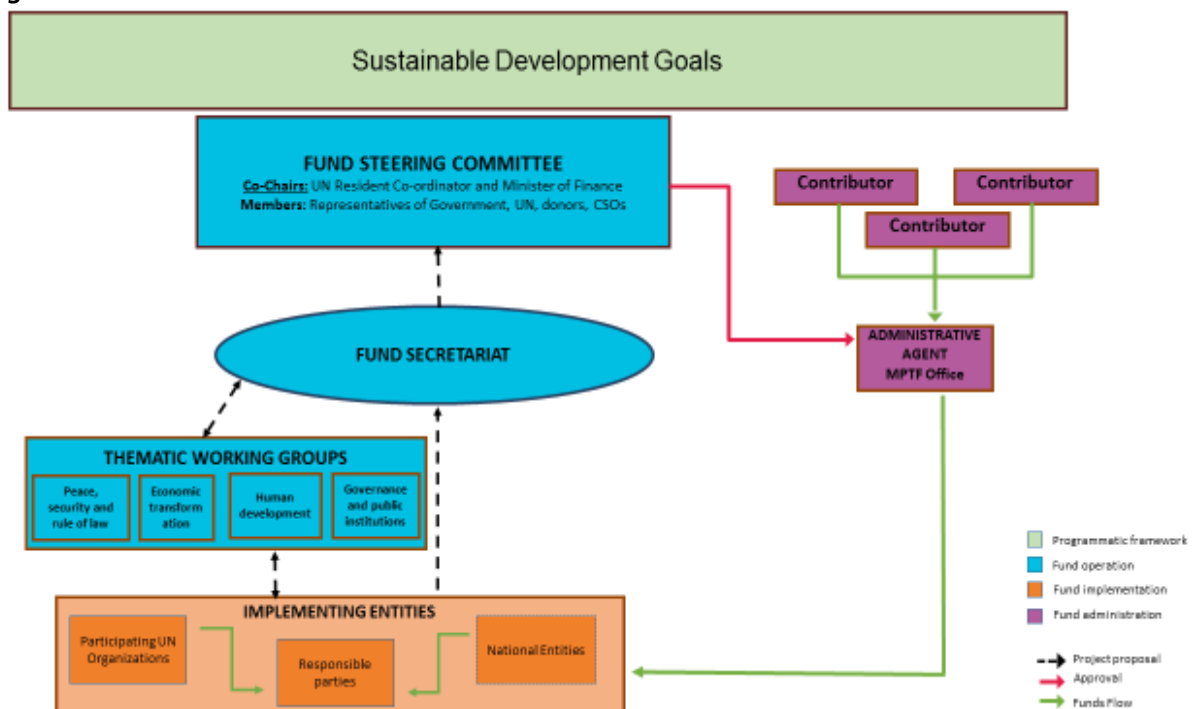 Sustainable Development Goals
FUND STEERING COMMITTEE
Co-Chairs: UN Resident Co-ordinator and Minister of Finance
Members: Representatives of Government, UN, donors, CSOs
Contributor
Contributor
Contributor
ADMINISTRATIVE
AGENT
MPTF Office
FUND SECRETARIAT
THEMATIC WORKING GROUPS
Peace,
security and
rule of law
Economic
transform
ation
Human
development
Governance
and public
institutions
IMPLEMENTING ENTITIES
Participating UN
Organizations
Responsible
parties
National Entities
Programmatic framework
Fund operation
Fund implementation
Fund administration
Project proposal
Approval
Funds Flow